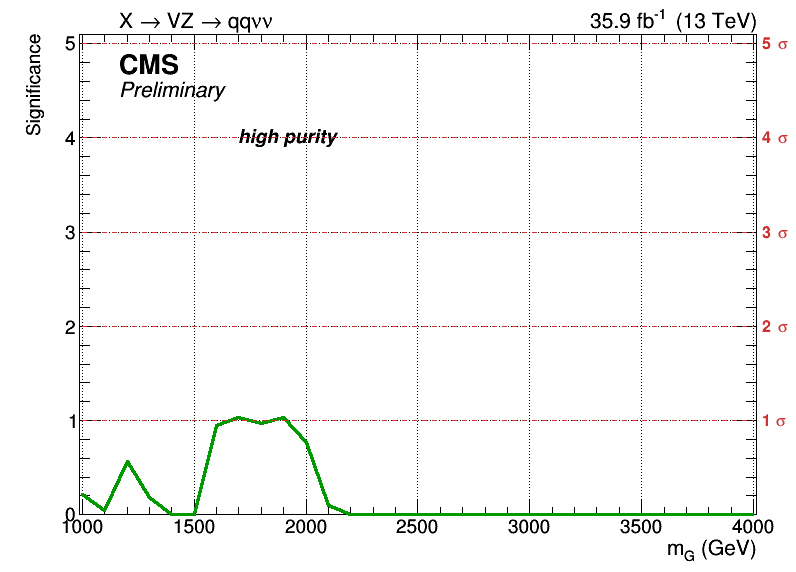 X → VZ → qqνν
35.9 fb⁻¹ (13 TeV)
Significance
CMS
Preliminary
high purity
5
4
3
2
1
0
5 σ
4 σ
3 σ
2 σ
1 σ
1000 1500 2000 2500 3000 3500 4000
m_G (GeV)